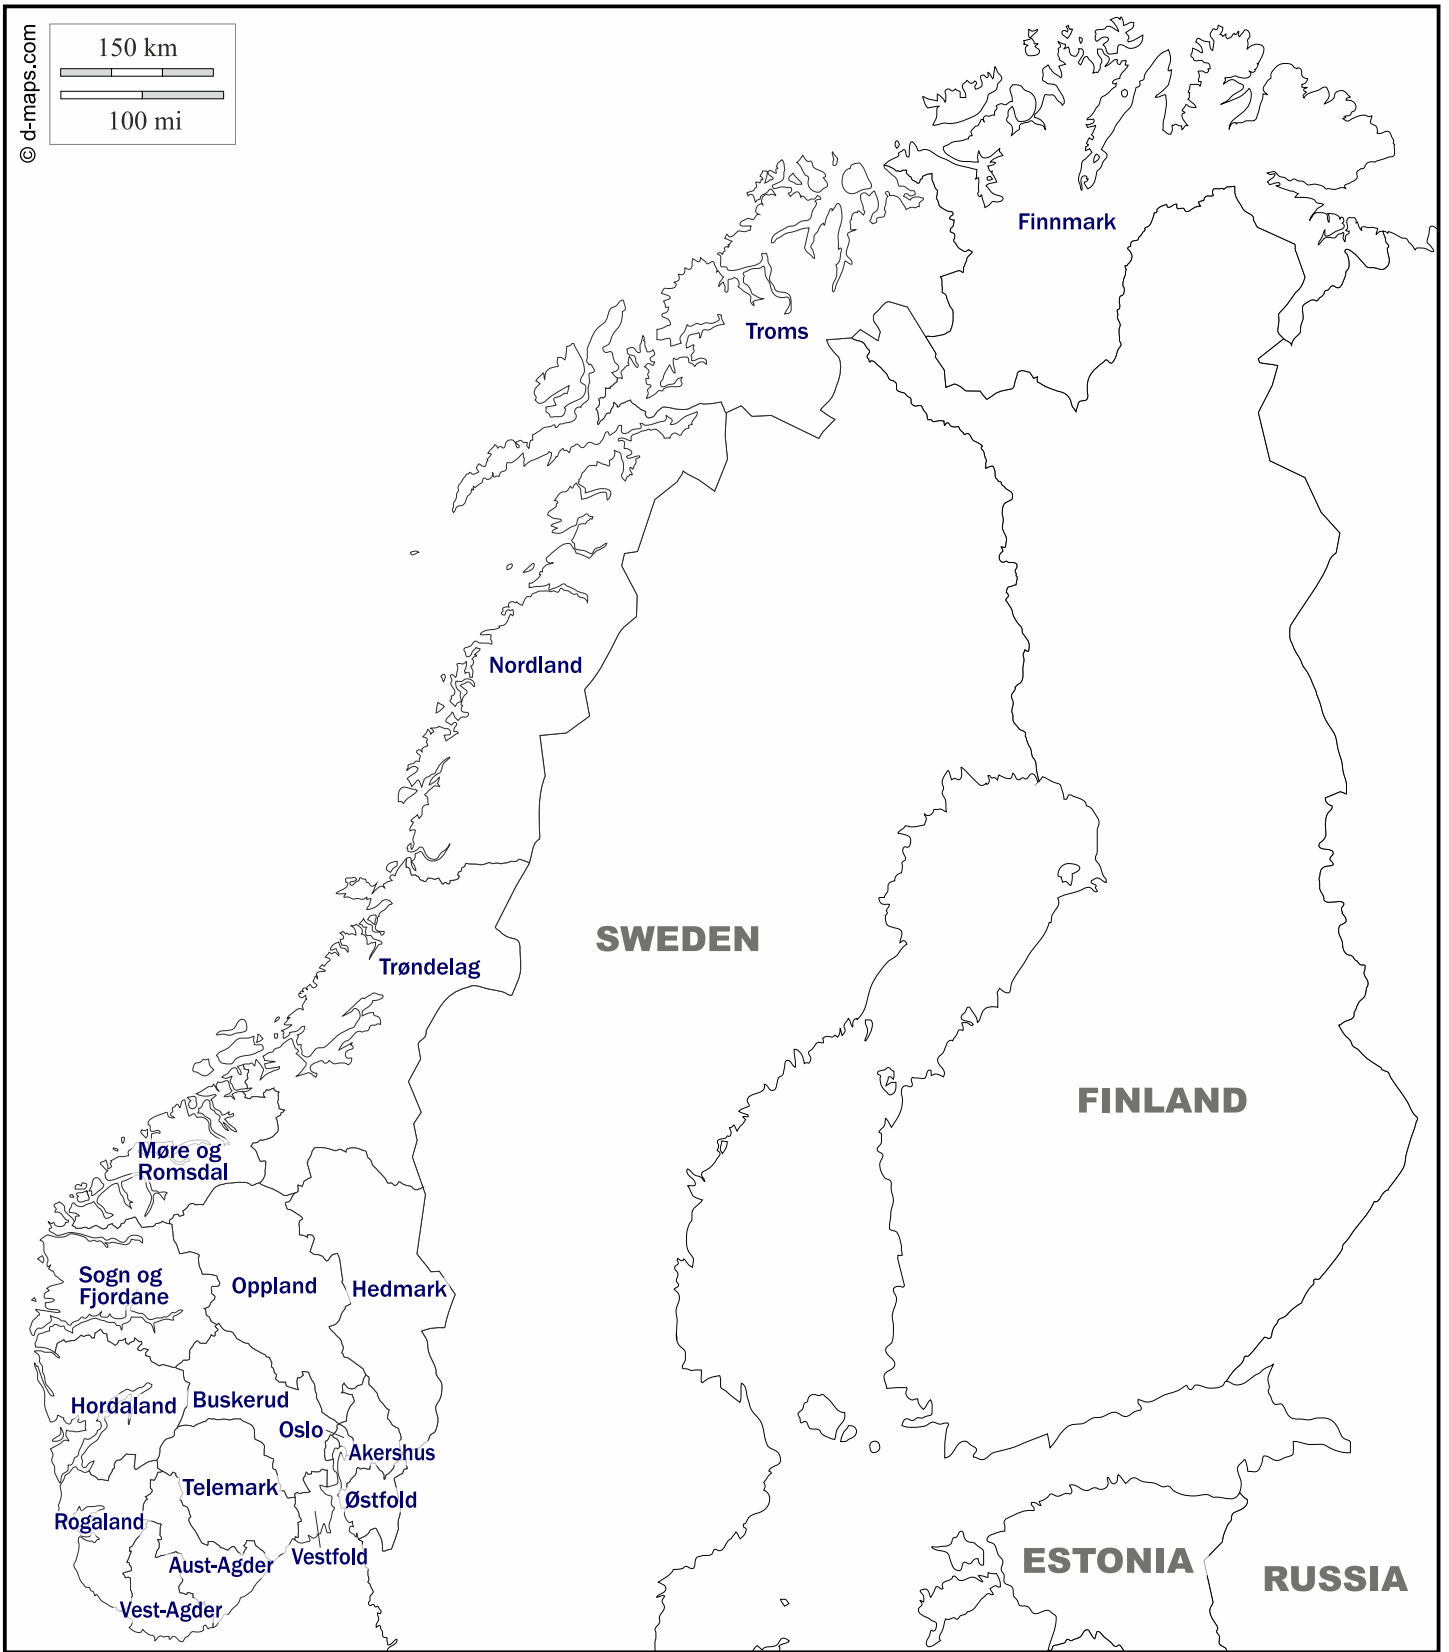 © d-maps.com
150 km
100 mi
Finnmark
Troms
Nordland
SWEDEN
Trøndelag
FINLAND
Møre og
Romsdal
Sogn og
Fjordane
Oppland
Hedmark
Hordaland
Buskerud
Oslo
Akershus
Telemark
Østfold
Rogaland
Vestfold
Aust-Agder
Vest-Agder
ESTONIA
RUSSIA